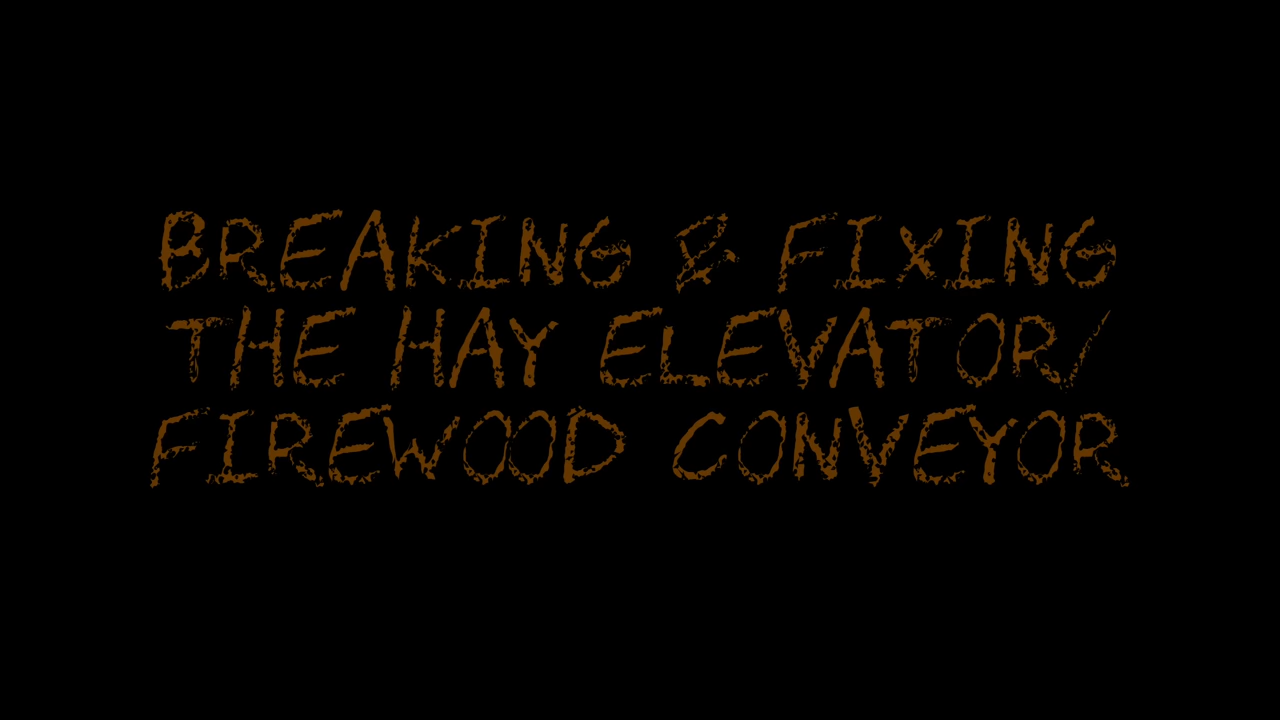 BREAKING & FIXING
THE HAY ELEVATOR/
FIREWOOD CONVEYOR